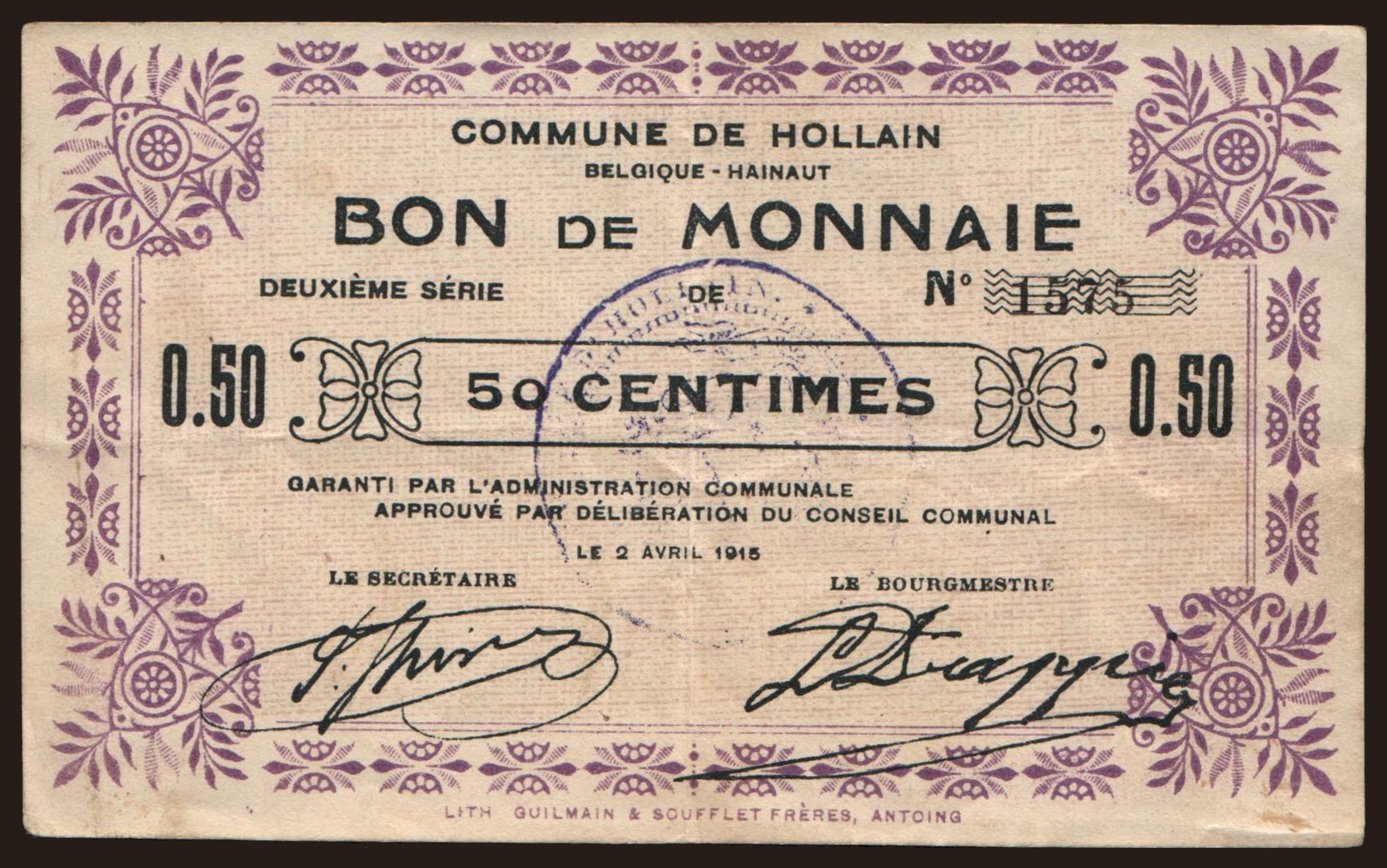 COMMUNE DE HOLLAIN
BELGIQUE - HAINAUT
BON DE MONNAIE
DEUXIÈME SÉRIE DE Nº 1575
0.50 50 CENTIMES 0.50
GARANTI PAR L'ADMINISTRATION COMMUNALE
APPROUVÉ PAR DÉLIBÉRATION DU CONSEIL COMMUNAL
LE 2 AVRIL 1915
LE SECRÉTAIRE LE BOURGMESTRE
LITH GUILMAIN & SOUFFLET FRÈRES, ANTOING